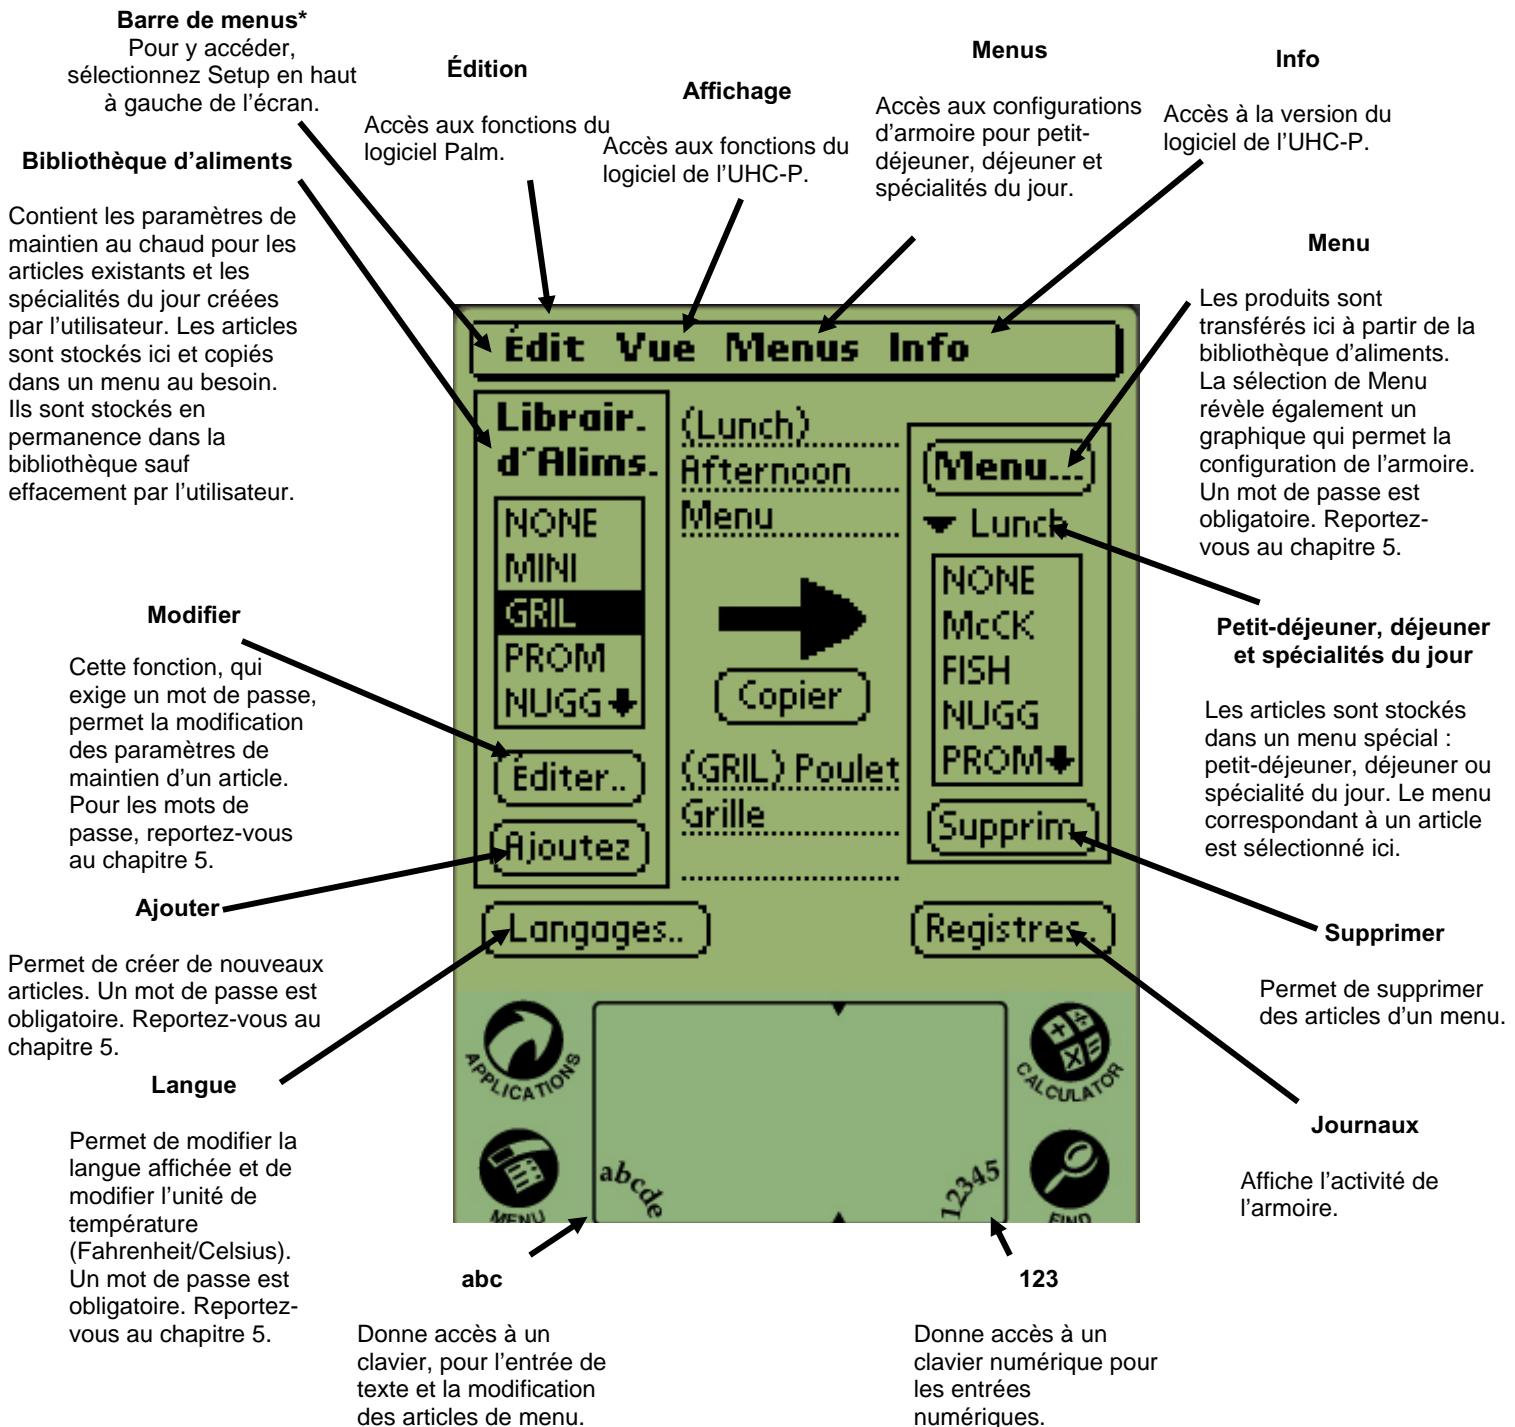 Barre de menus*
Pour y accéder,
sélectionnez Setup en haut
à gauche de l’écran.
Édition
Accès aux fonctions du
logiciel Palm.
Affichage
Accès aux fonctions du
logiciel de l’UHC-P.
Menus
Accès aux configurations
d’armoire pour petit-
déjeuner, déjeuner et
spécialités du jour.
Info
Accès à la version du
logiciel de l’UHC-P.
Bibliothèque d’aliments
Contient les paramètres de
maintien au chaud pour les
articles existants et les
spécialités du jour créées
par l’utilisateur. Les articles
sont stockés ici et copiés
dans un menu au besoin.
Ils sont stockés en
permanence dans la
bibliothèque sauf
effacement par l’utilisateur.
Menu
Les produits sont
transférés ici à partir de la
bibliothèque d’aliments.
La sélection de Menu
révèle également un
graphique qui permet la
configuration de l’armoire.
Un mot de passe est
obligatoire. Reportez-
vous au chapitre 5.
Édit Vue Menus Info
Librair.
d´Alims.
NONE
MINI
GRIL
PROM
NUGG
Éditer..
Ajoutez
(Lunch)
Afternoon
Menu
Copier
(GRIL) Poulet
Grille
Menu...
Lunch
NONE
McCK
FISH
NUGG
PROM
Supprim.
Langages..
Registres..
Modifier
Cette fonction, qui
exige un mot de passe,
permet la modification
des paramètres de
maintien d’un article.
Pour les mots de
passe, reportez-vous
au chapitre 5.
Petit-déjeuner, déjeuner
et spécialités du jour
Les articles sont stockés
dans un menu spécial :
petit-déjeuner, déjeuner ou
spécialité du jour. Le menu
correspondant à un article
est sélectionné ici.
Ajouter
Permet de créer de nouveaux
articles. Un mot de passe est
obligatoire. Reportez-vous au
chapitre 5.
Supprimer
Permet de supprimer
des articles d’un menu.
Langue
Permet de modifier la
langue affichée et de
modifier l’unité de
température
(Fahrenheit/Celsius).
Un mot de passe est
obligatoire. Reportez-
vous au chapitre 5.
Journaux
Affiche l’activité de
l’armoire.
APPLICATIONS
CALCULATOR
MENU
abcde
12345
FIND
abc
Donne accès à un
clavier, pour l’entrée de
texte et la modification
des articles de menu.
123
Donne accès à un
clavier numérique pour
les entrées
numériques.